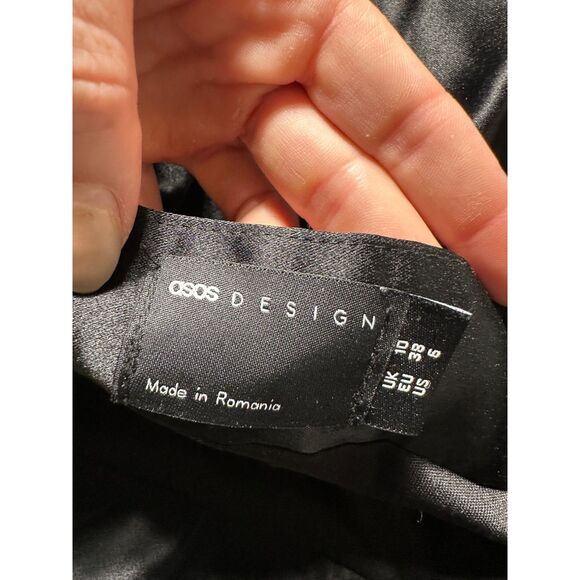 asos DESIGN
Made in Romania
UK 10
EU 38
US 6